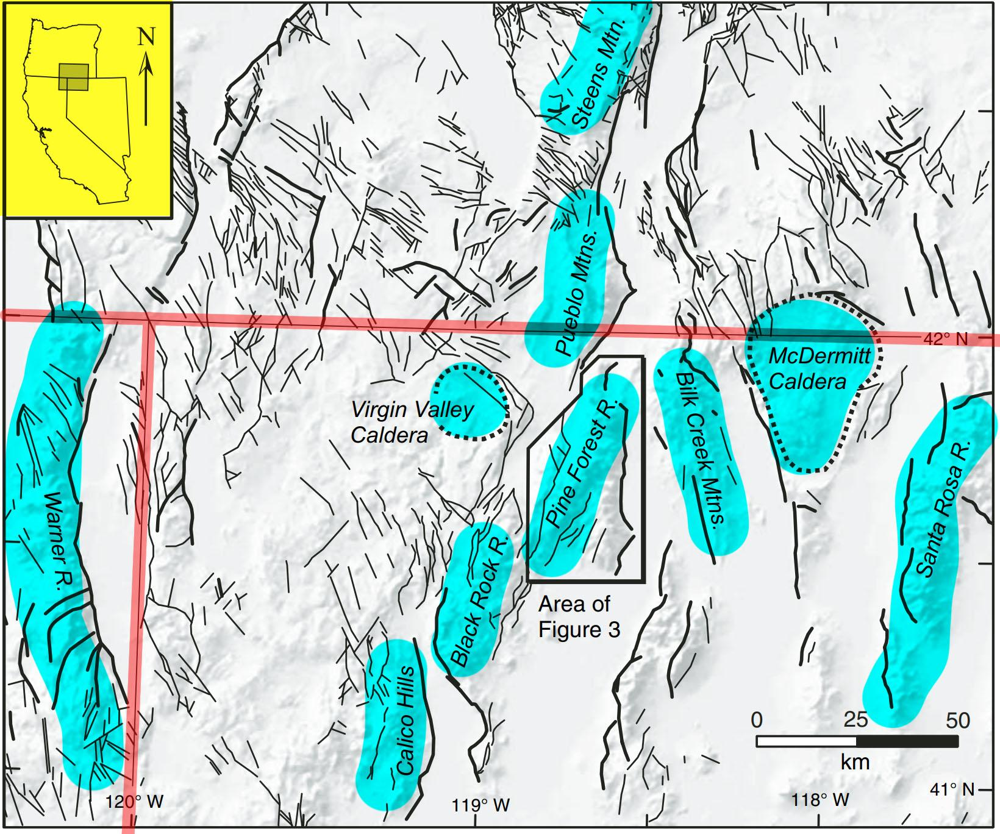 N
Steens Mtn.
Pueblo Mtns.
42° N
McDermitt
Caldera
Virgin Valley
Caldera
Bilk Creek Mtns.
Pine Forest R.
Santa Rosa R.
Warner R.
Black Rock R.
Area of
Figure 3
Calico Hills
0 25 50
km
41° N
120° W
119° W
118° W